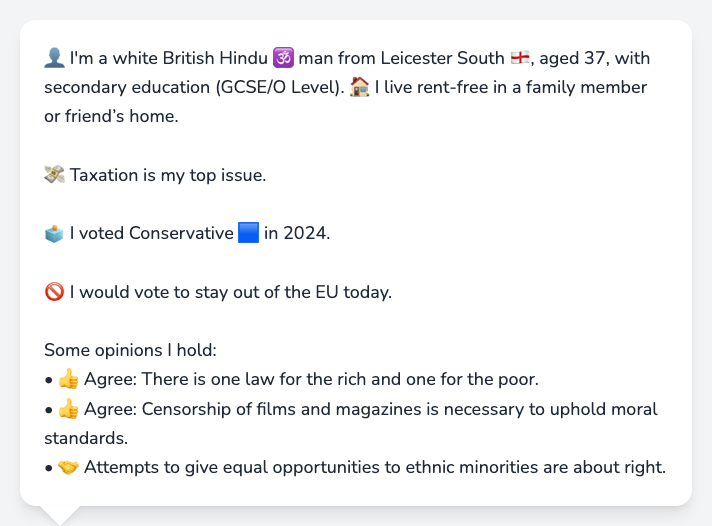 👤 I'm a white British Hindu 🕉️ man from Leicester South 🏴󠁧󠁢󠁥󠁮󠁧󠁿, aged 37, with
secondary education (GCSE/O Level). 🏠 I live rent-free in a family member
or friend’s home.
💸 Taxation is my top issue.
🗳️ I voted Conservative 🟦 in 2024.
🚫 I would vote to stay out of the EU today.
Some opinions I hold:
• 👍 Agree: There is one law for the rich and one for the poor.
• 👍 Agree: Censorship of films and magazines is necessary to uphold moral
standards.
• 🤝 Attempts to give equal opportunities to ethnic minorities are about right.